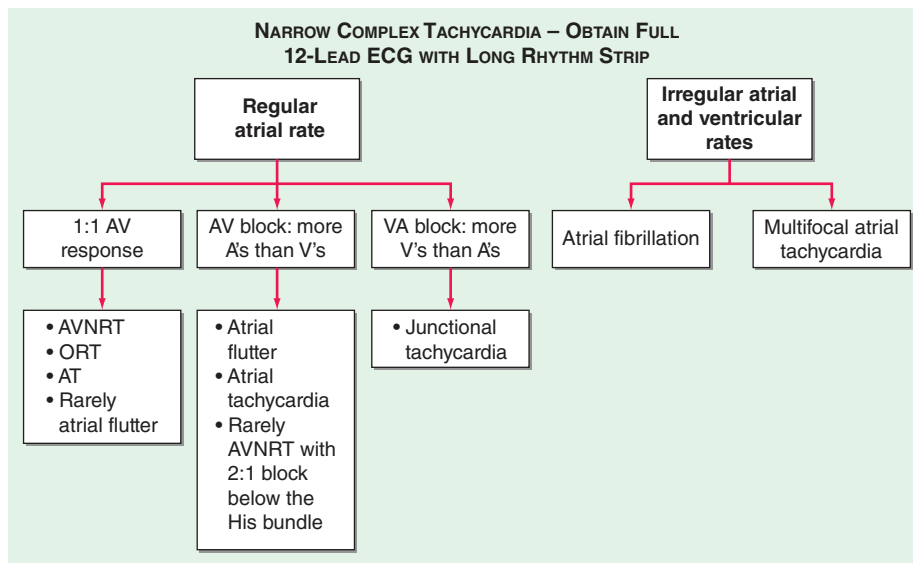 NARROW COMPLEX TACHYCARDIA – OBTAIN FULL
12-LEAD ECG WITH LONG RHYTHM STRIP
Regular
atrial rate
Irregular atrial
and ventricular
rates
1:1 AV
response
AV block: more
A's than V's
VA block: more
V's than A's
Atrial fibrillation
Multifocal atrial
tachycardia
• AVNRT
• ORT
• AT
• Rarely
atrial flutter
• Atrial
flutter
• Atrial
tachycardia
• Rarely
AVNRT with
2:1 block
below the
His bundle
• Junctional
tachycardia